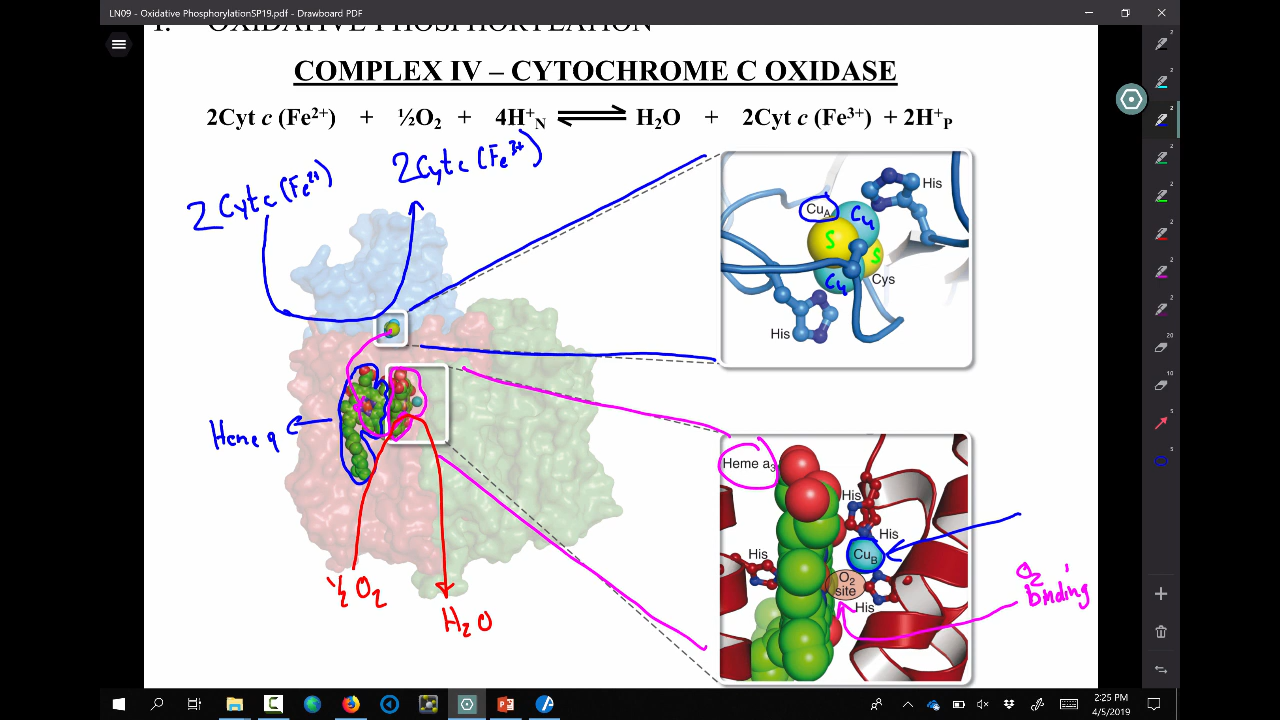 LN09 - Oxidative PhosphorylationSP19.pdf - Drawboard PDF
I. OXIDATIVE PHOSPHORYLATION
COMPLEX IV – CYTOCHROME C OXIDASE
2Cyt c (Fe²⁺) + ½O₂ + 4H⁺N ⇌ H₂O + 2Cyt c (Fe³⁺) + 2H⁺P
2 Cyt c (Fe²⁺)
2 Cyt c (Fe³⁺)
His
CuA
Cu
S
S
Cys
Cu
His
Heme a
Heme a₃
His
His
CuB
His
O₂
site
His
O₂
binding
½ O₂
H₂O
2:25 PM
4/5/2019